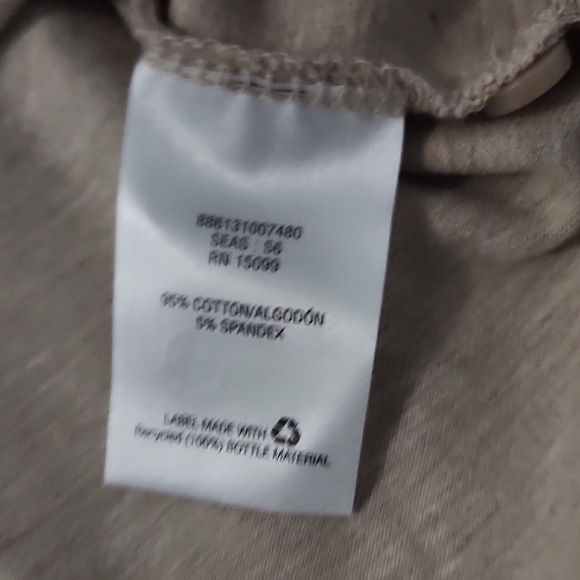 886131007480
SEAS : S6
RN 15099
95% COTTON/ALGODÓN
5% SPANDEX
LABEL MADE WITH
Recycled (100%) BOTTLE MATERIAL